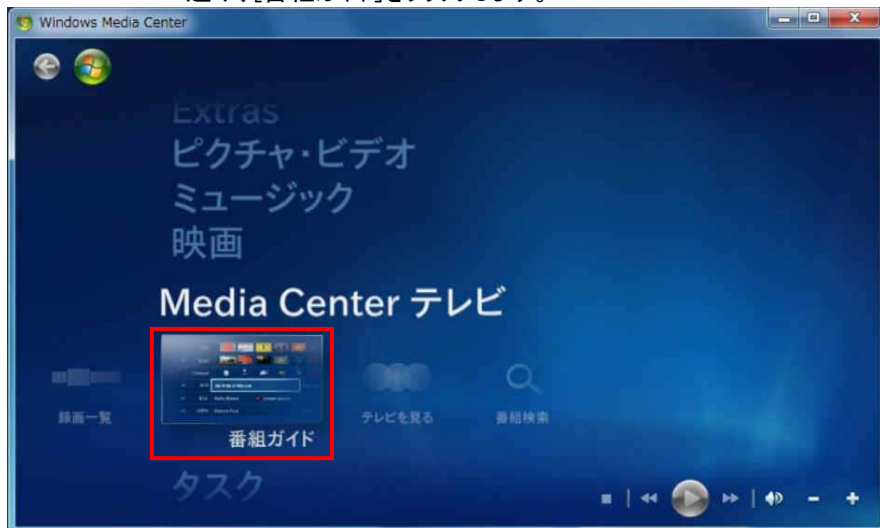 Windows Media Center
Extras
ピクチャ・ビデオ
ミュージック
映画
Media Center テレビ
録画一覧
番組ガイド
テレビを見る
番組検索
タスク